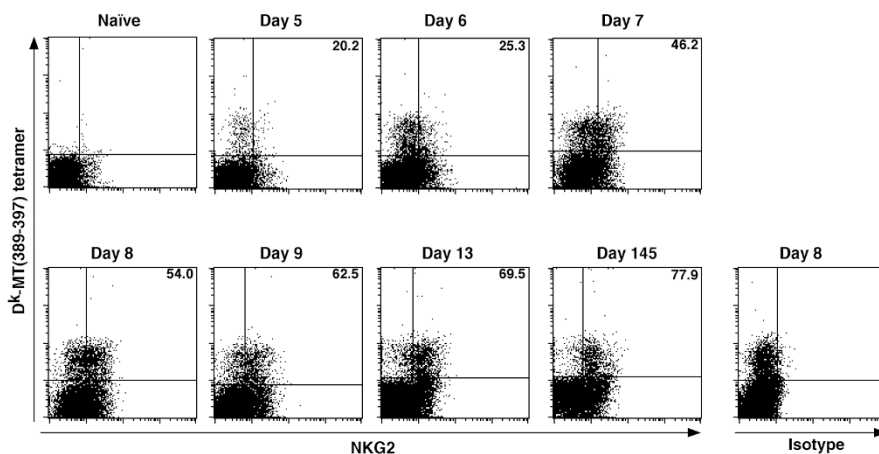 Naïve
Day 5
Day 6
Day 7
20.2
25.3
46.2
Dᵏ-MT(389-397) tetramer
Day 8
Day 9
Day 13
Day 145
Day 8
54.0
62.5
69.5
77.9
NKG2
Isotype